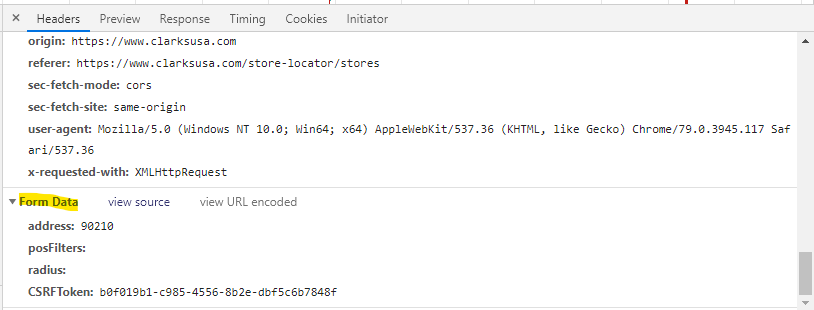 × Headers Preview Response Timing Cookies Initiator
origin: https://www.clarksusa.com
referer: https://www.clarksusa.com/store-locator/stores
sec-fetch-mode: cors
sec-fetch-site: same-origin
user-agent: Mozilla/5.0 (Windows NT 10.0; Win64; x64) AppleWebKit/537.36 (KHTML, like Gecko) Chrome/79.0.3945.117 Saf
ari/537.36
x-requested-with: XMLHttpRequest
▼ Form Data view source view URL encoded
address: 90210
posFilters:
radius:
CSRFToken: b0f019b1-c985-4556-8b2e-dbf5c6b7848f